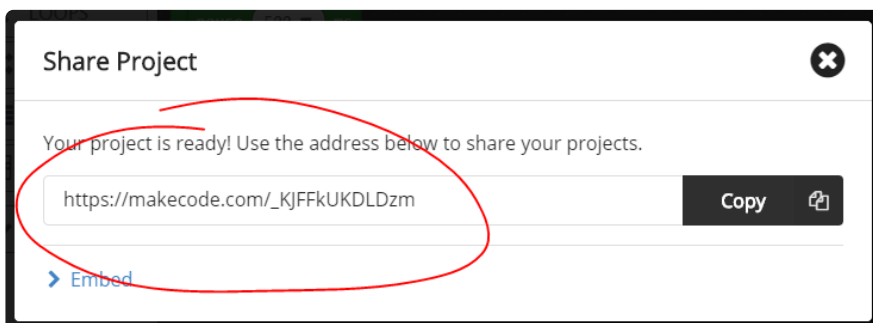 Share Project
Your project is ready! Use the address below to share your projects.
https://makecode.com/_KJFFkUKDLDzm
Copy
Embed